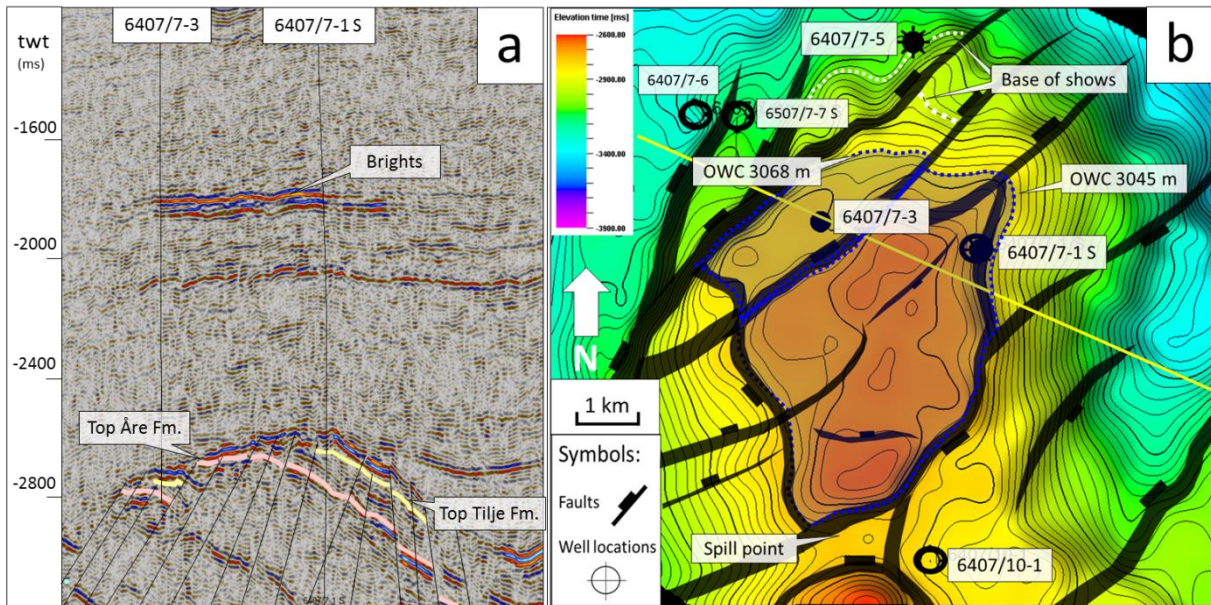 6407/7-3
6407/7-1 S
a
twt
(ms)
Brights
-1600
-2000
-2400
-2800
Top Åre Fm.
Top Tilje Fm.
6407/7-1 S
b
Elevation time [ms]
-2600.00
-2900.00
-3400.00
-3900.00
6407/7-5
6407/7-6
6507/7-7 S
Base of shows
OWC 3068 m
OWC 3045 m
6407/7-3
6407/7-1 S
N
1 km
Symbols:
Faults
Well locations
Spill point
6407/10-1